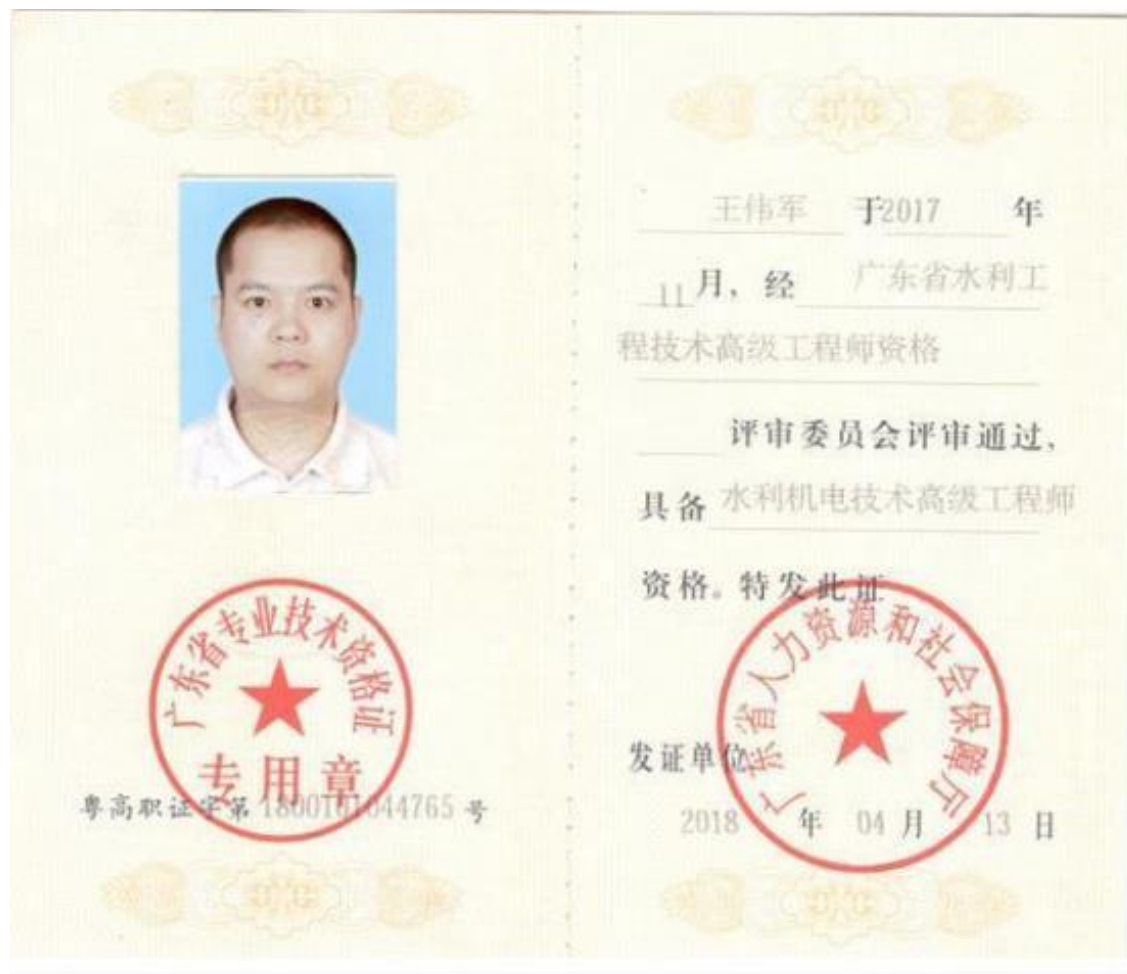 广东省专业技术资格证
专用章
粤高职证字第 1800101044765 号
王伟军 于2017 年
11 月，经 广东省水利工
程技术高级工程师资格
评审委员会评审通过，
具备 水利机电技术高级工程师
资格。特发此证
广东省人力资源和社会保障厅
发证单位
2018 年 04 月 13 日